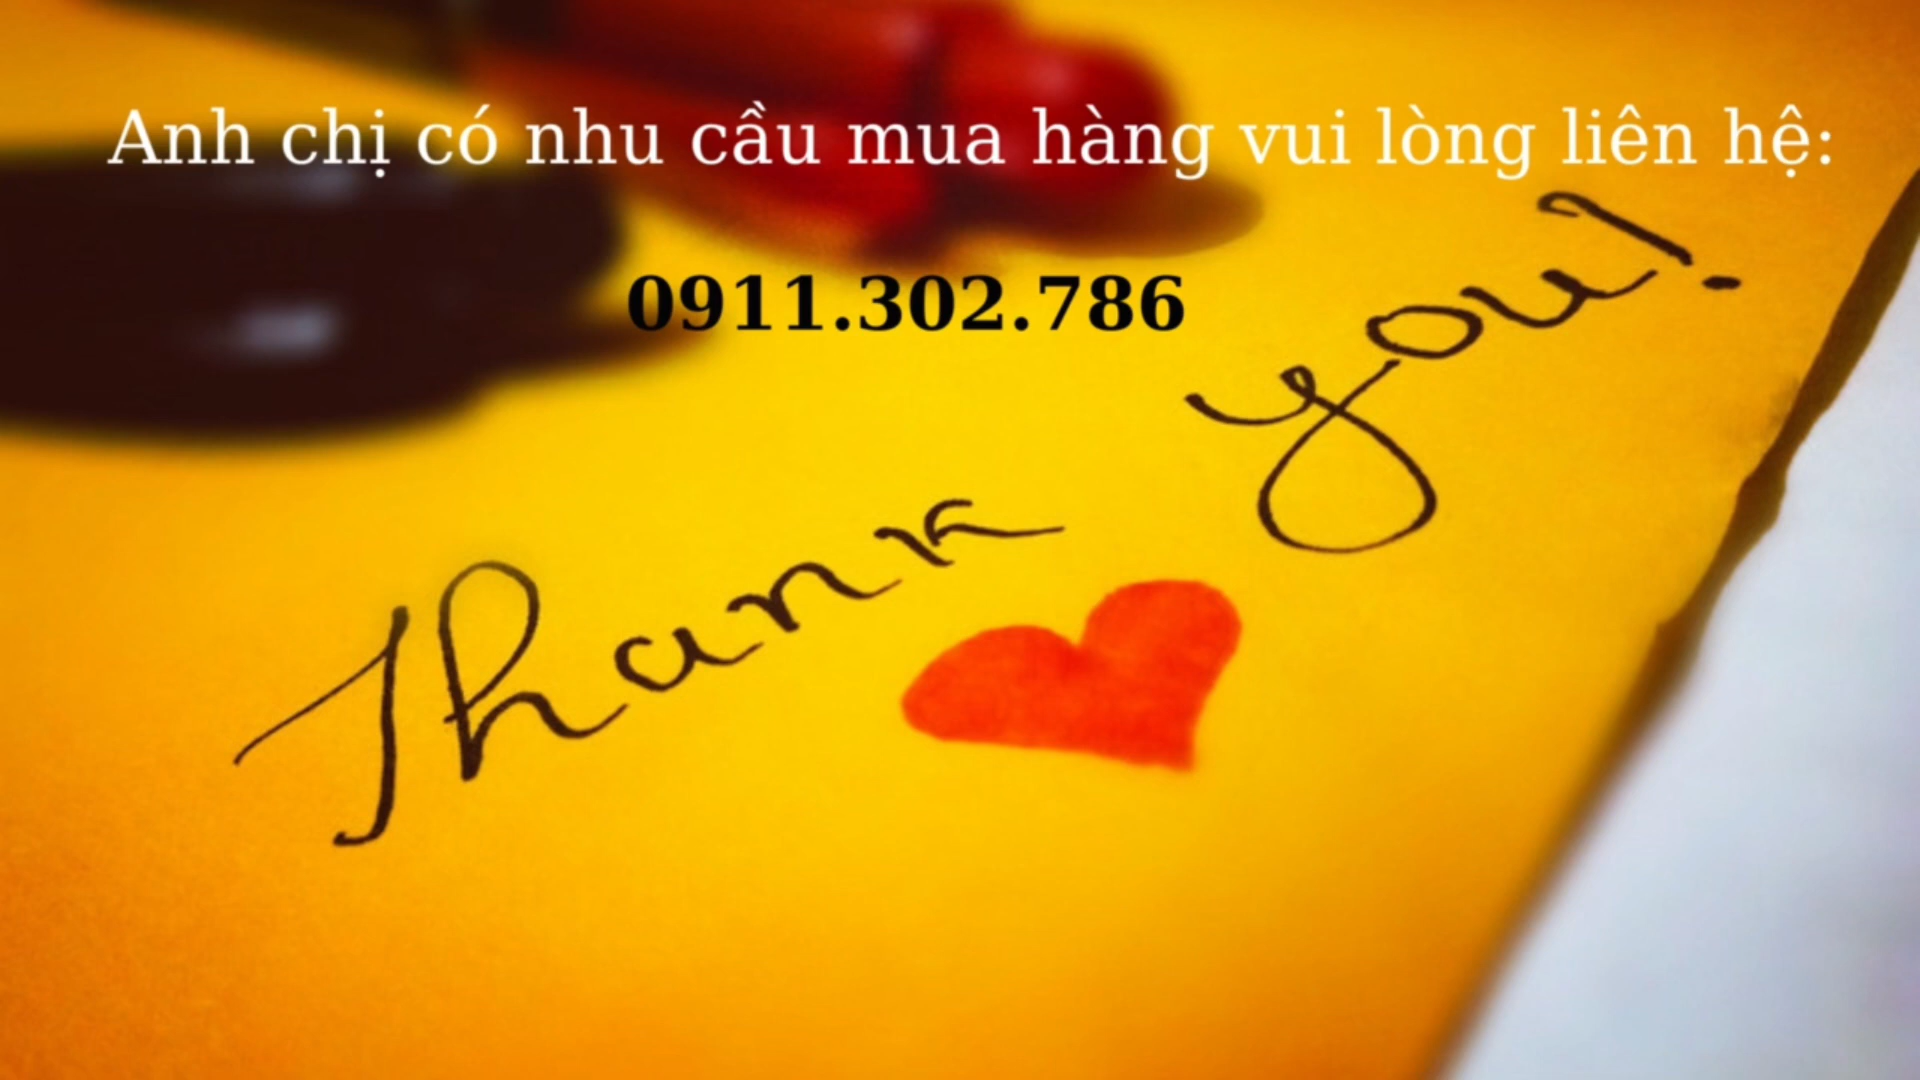 Anh chị có nhu cầu mua hàng vui lòng liên hệ:
0911.302.786
Thank you!